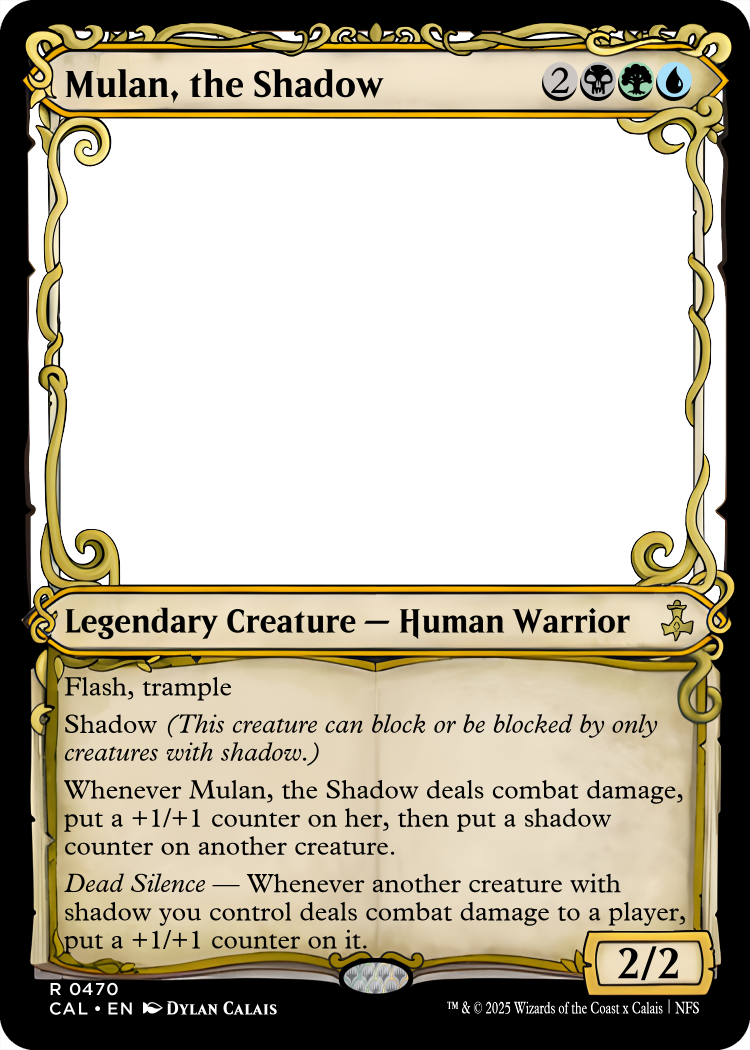 Mulan, the Shadow 2
Legendary Creature — Human Warrior
Flash, trample
Shadow (This creature can block or be blocked by only
creatures with shadow.)
Whenever Mulan, the Shadow deals combat damage,
put a +1/+1 counter on her, then put a shadow
counter on another creature.
Dead Silence — Whenever another creature with
shadow you control deals combat damage to a player,
put a +1/+1 counter on it.
2/2
R 0470
CAL • EN DYLAN CALAIS
™ & © 2025 Wizards of the Coast x Calais | NFS